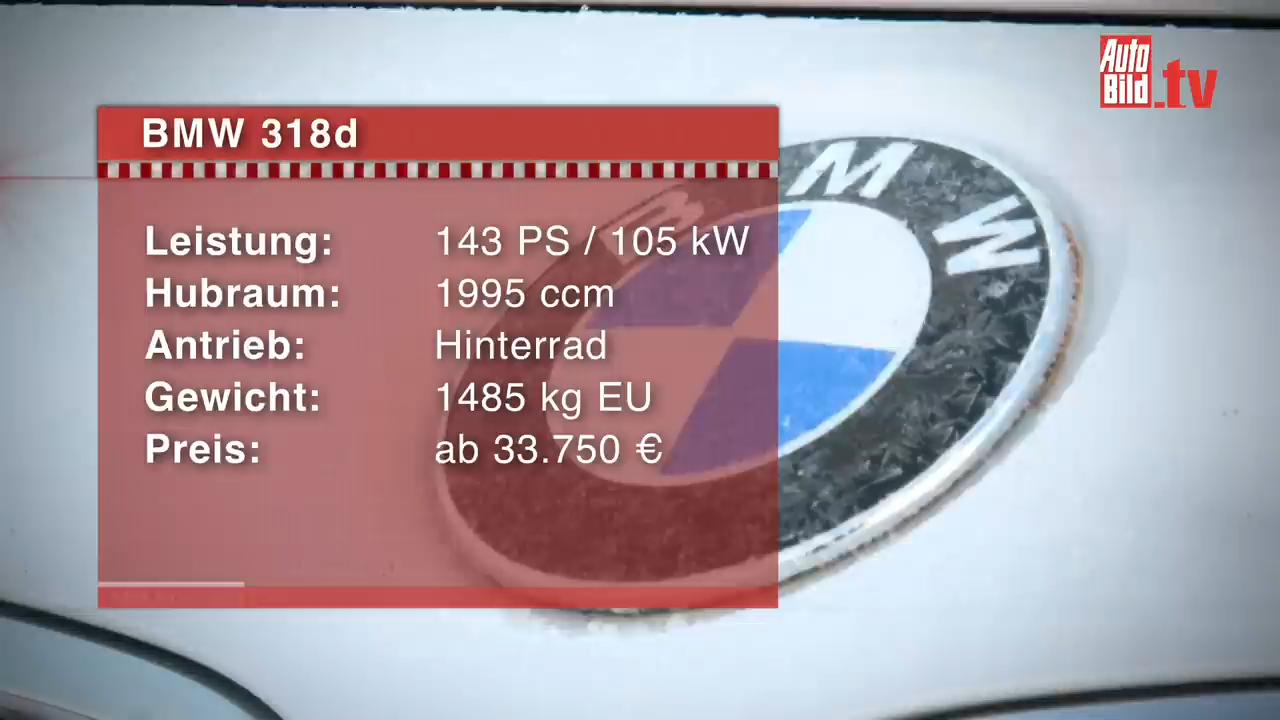 Auto
Bild.tv
BMW 318d
Leistung: 143 PS / 105 kW
Hubraum: 1995 ccm
Antrieb: Hinterrad
Gewicht: 1485 kg EU
Preis: ab 33.750 €
BMW